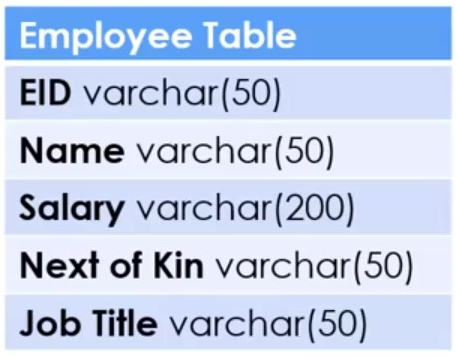 Employee Table
EID varchar(50)
Name varchar(50)
Salary varchar(200)
Next of Kin varchar(50)
Job Title varchar(50)